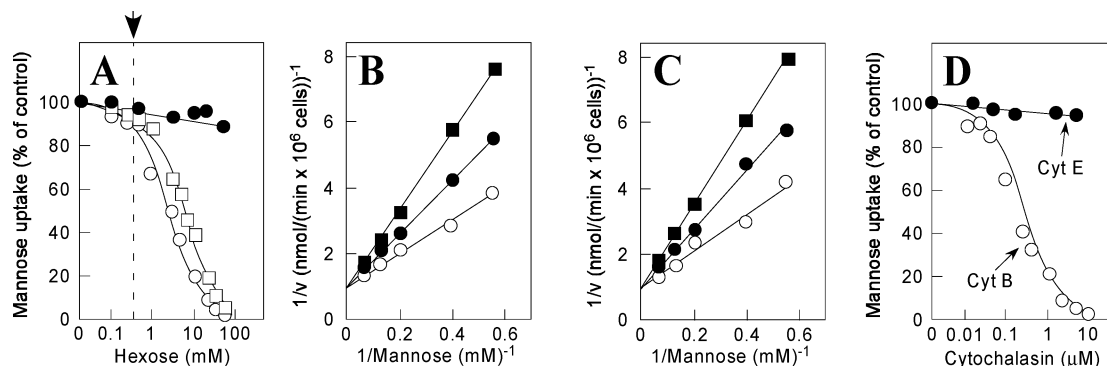 A
Mannose uptake (% of control)
100
80
60
40
20
0
0 0.1 1 10 100
Hexose (mM)
B
1/v (nmol/(min x 10⁶ cells))⁻¹
8
6
4
2
0
0 0.2 0.4 0.6
1/Mannose (mM)⁻¹
C
1/v (nmol/(min x 10⁶ cells))⁻¹
8
6
4
2
0
0 0.2 0.4 0.6
1/Mannose (mM)⁻¹
D
Mannose uptake (% of control)
100
80
60
40
20
0
Cyt E
Cyt B
0 0.01 0.1 1 10
Cytochalasin (μM)